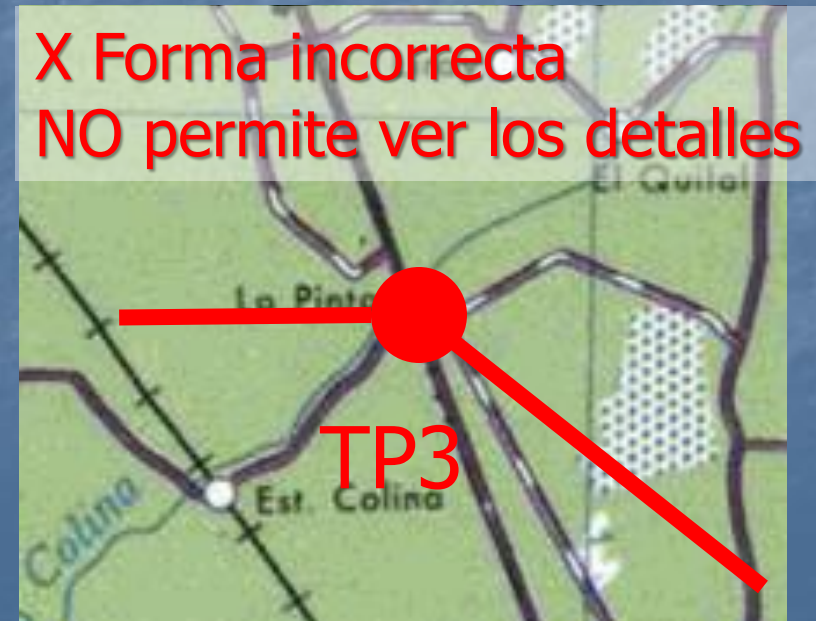 X Forma incorrecta
NO permite ver los detalles
El Quilal
La Pinta
TP3
Est. Colina
Colina